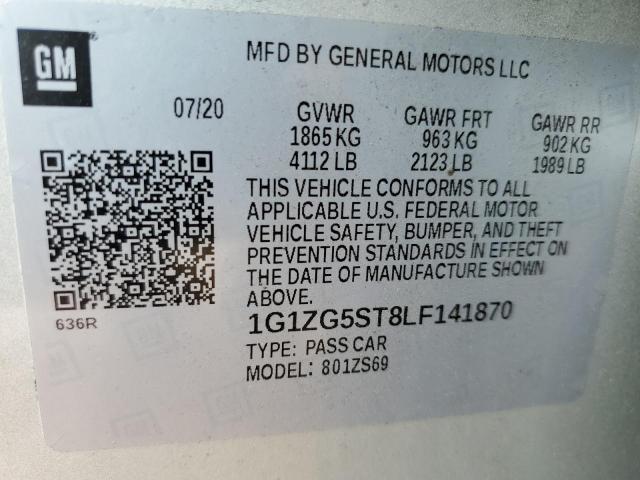 GM
MFD BY GENERAL MOTORS LLC
07/20 GVWR GAWR FRT GAWR RR
1865 KG 963 KG 902 KG
4112 LB 2123 LB 1989 LB
THIS VEHICLE CONFORMS TO ALL
APPLICABLE U.S. FEDERAL MOTOR
VEHICLE SAFETY, BUMPER, AND THEFT
PREVENTION STANDARDS IN EFFECT ON
THE DATE OF MANUFACTURE SHOWN
ABOVE.
636R
1G1ZG5ST8LF141870
TYPE: PASS CAR
MODEL: 801ZS69